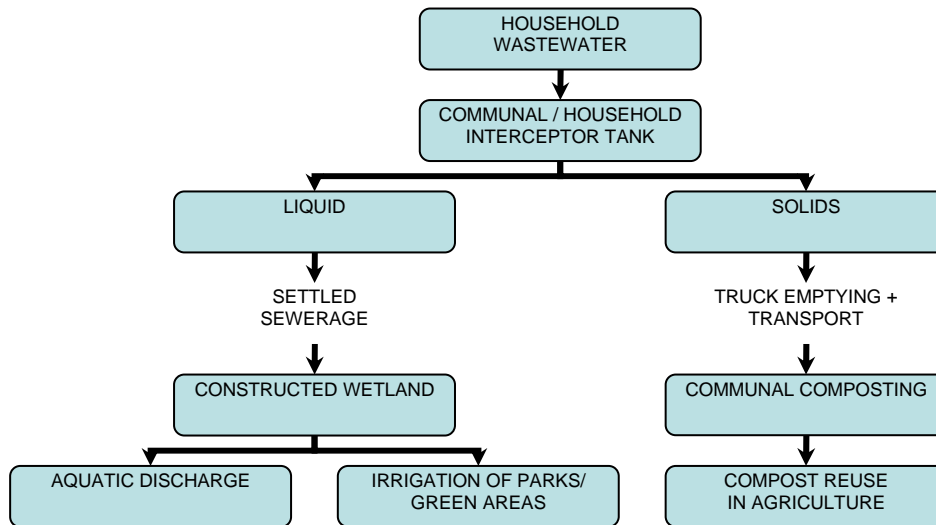 HOUSEHOLD
WASTEWATER
COMMUNAL / HOUSEHOLD
INTERCEPTOR TANK
LIQUID
SOLIDS
SETTLED
SEWERAGE
TRUCK EMPTYING +
TRANSPORT
CONSTRUCTED WETLAND
COMMUNAL COMPOSTING
AQUATIC DISCHARGE
IRRIGATION OF PARKS/
GREEN AREAS
COMPOST REUSE
IN AGRICULTURE